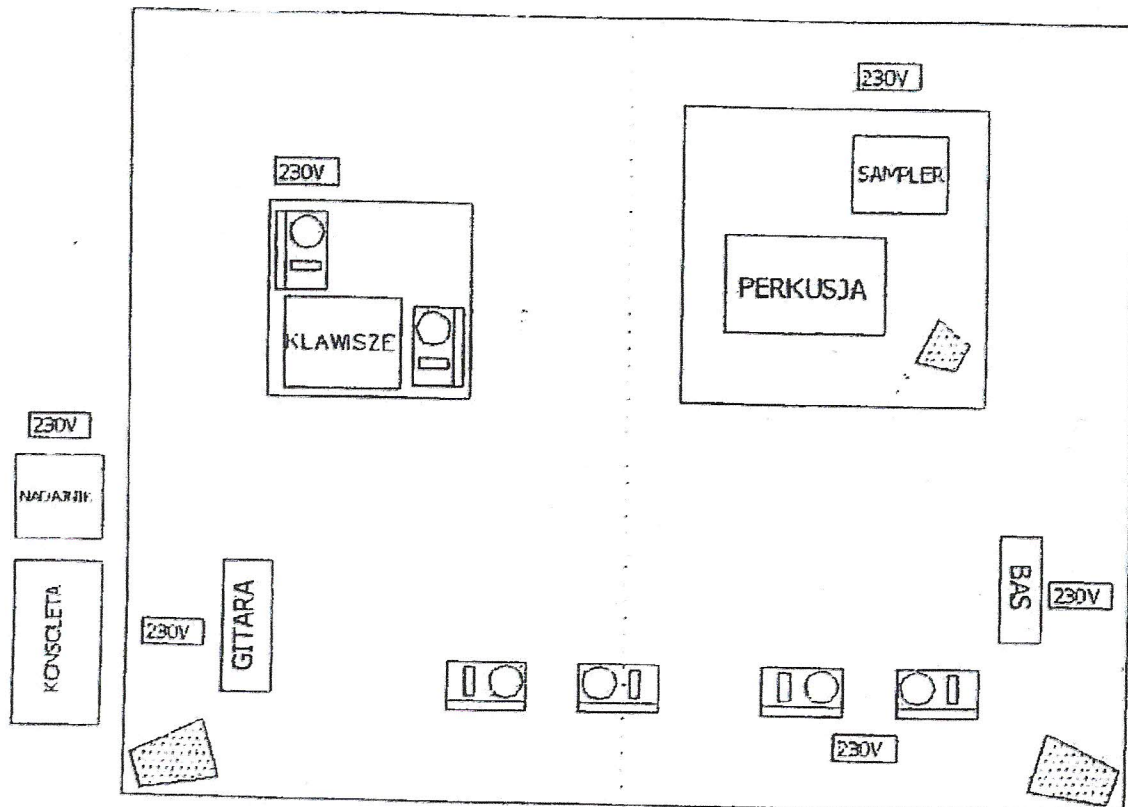 230V
SAMPLER
230V
PERKUSJA
KLAWISZE
230V
NADAJNIK
BAS
230V
KONSOLETA
GITARA
230V
230V